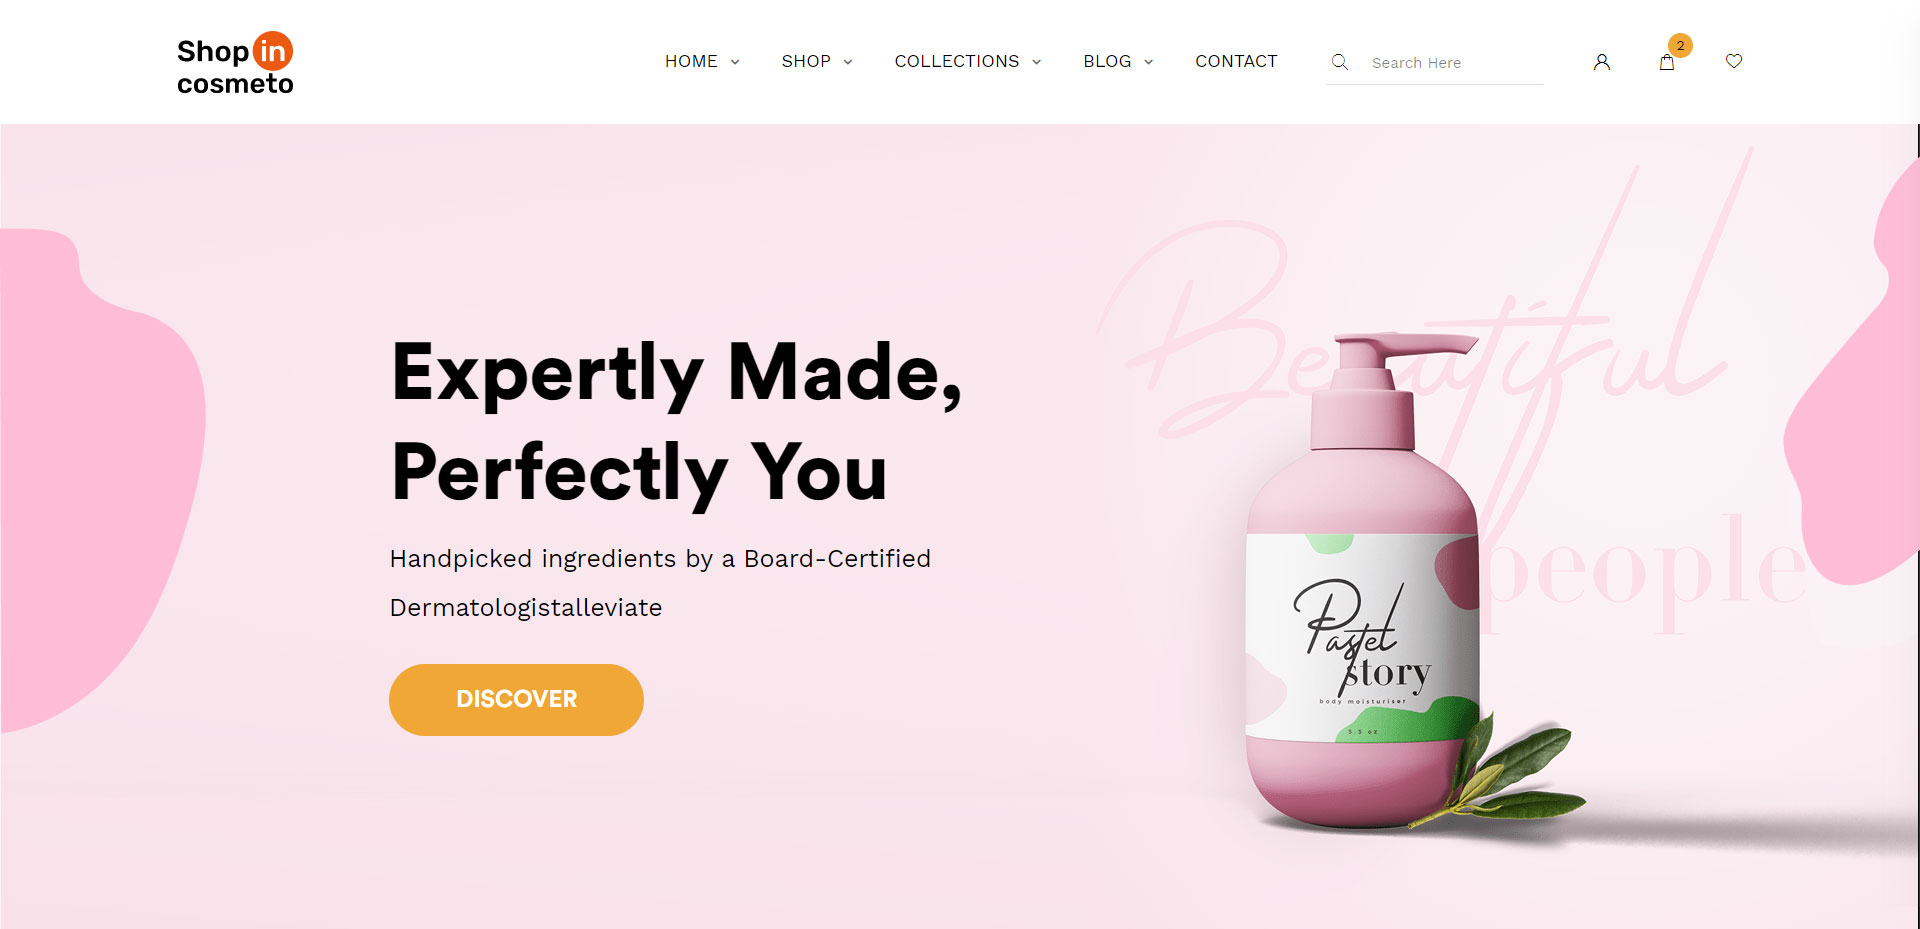 Shop in
cosmeto
HOME
SHOP
COLLECTIONS
BLOG
CONTACT
Search Here
2
Beautiful
people
Expertly Made,
Perfectly You
Handpicked ingredients by a Board-Certified
Dermatologistalleviate
DISCOVER
Pastel
story
body moisturiser
5.5 oz